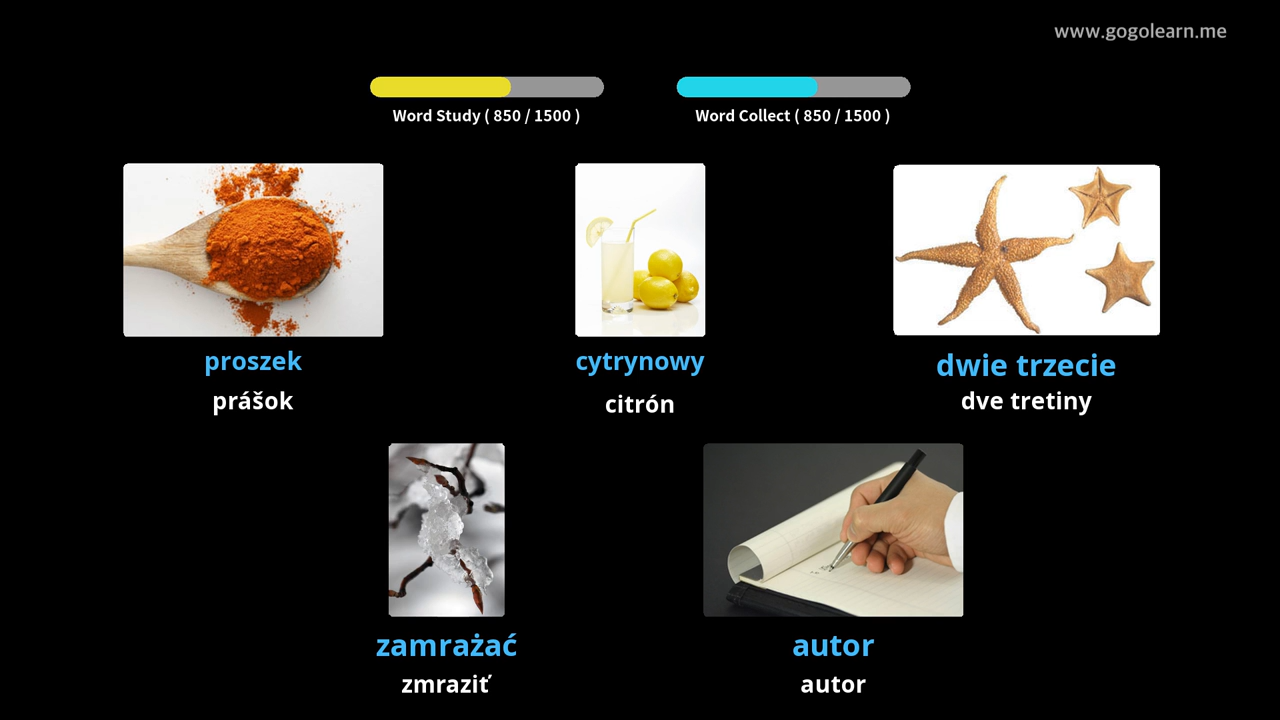 www.gogolearn.me
Word Study ( 850 / 1500 )
Word Collect ( 850 / 1500 )
proszek
prášok
cytrynowy
citrón
dwie trzecie
dve tretiny
zamrażać
zmraziť
autor
autor